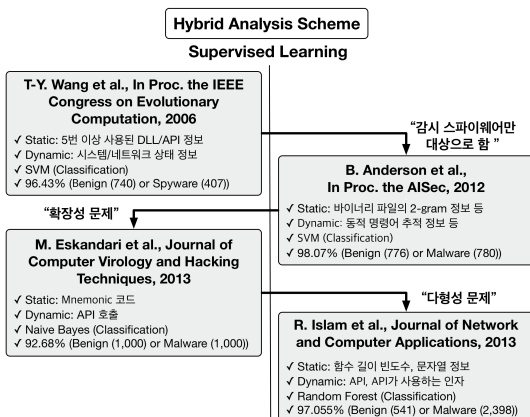 Hybrid Analysis Scheme
Supervised Learning
T-Y. Wang et al., In Proc. the IEEE
Congress on Evolutionary
Computation, 2006
✓ Static: 5번 이상 사용된 DLL/API 정보
✓ Dynamic: 시스템/네트워크 상태 정보
✓ SVM (Classification)
✓ 96.43% (Benign (740) or Spyware (407))
“감시 스파이웨어만
대상으로 함 ”
B. Anderson et al.,
In Proc. the AISec, 2012
✓ Static: 바이너리 파일의 2-gram 정보 등
✓ Dynamic: 동적 명령어 추적 정보 등
✓ SVM (Classification)
✓ 98.07% (Benign (776) or Malware (780))
“확장성 문제”
M. Eskandari et al., Journal of
Computer Virology and Hacking
Techniques, 2013
✓ Static: Mnemonic 코드
✓ Dynamic: API 호출
✓ Naive Bayes (Classification)
✓ 92.68% (Benign (1,000) or Malware (1,000))
“다형성 문제”
R. Islam et al., Journal of Network
and Computer Applications, 2013
✓ Static: 함수 길이 빈도수, 문자열 정보
✓ Dynamic: API, API가 사용하는 인자
✓ Random Forest (Classification)
✓ 97.055% (Benign (541) or Malware (2,398))